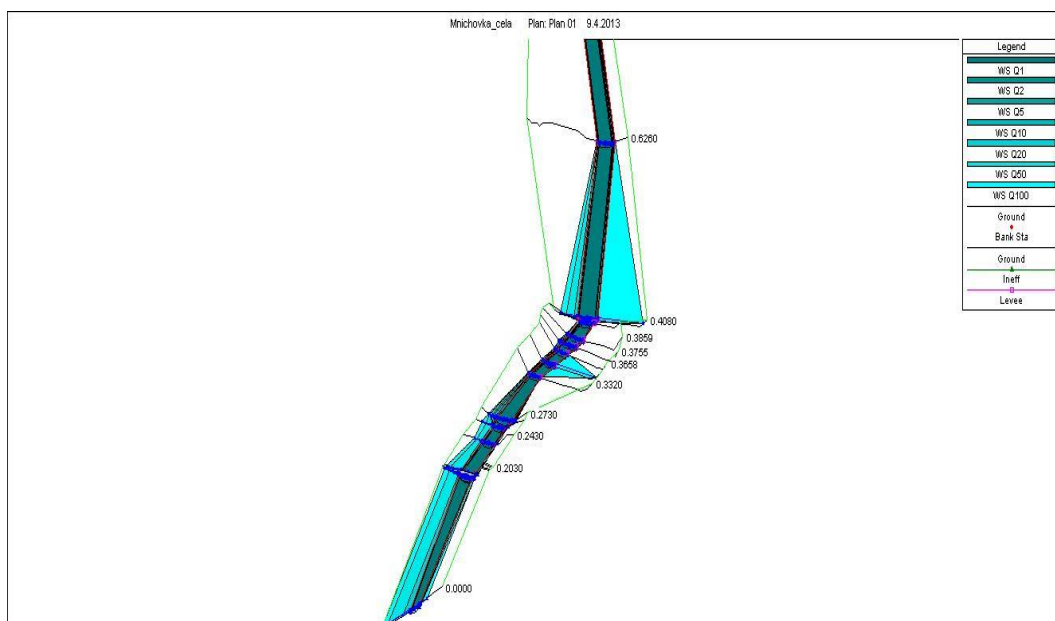 Mnichovka_cela Plan: Plan 01 9.4.2013
Legend
WS Q1
WS Q2
WS Q5
WS Q10
WS Q20
WS Q50
WS Q100
Ground
Bank Sta
Ground
Ineff
Levee
0.6260
0.4080
0.3859
0.3755
0.3658
0.3320
0.2730
0.2430
0.2030
0.0000